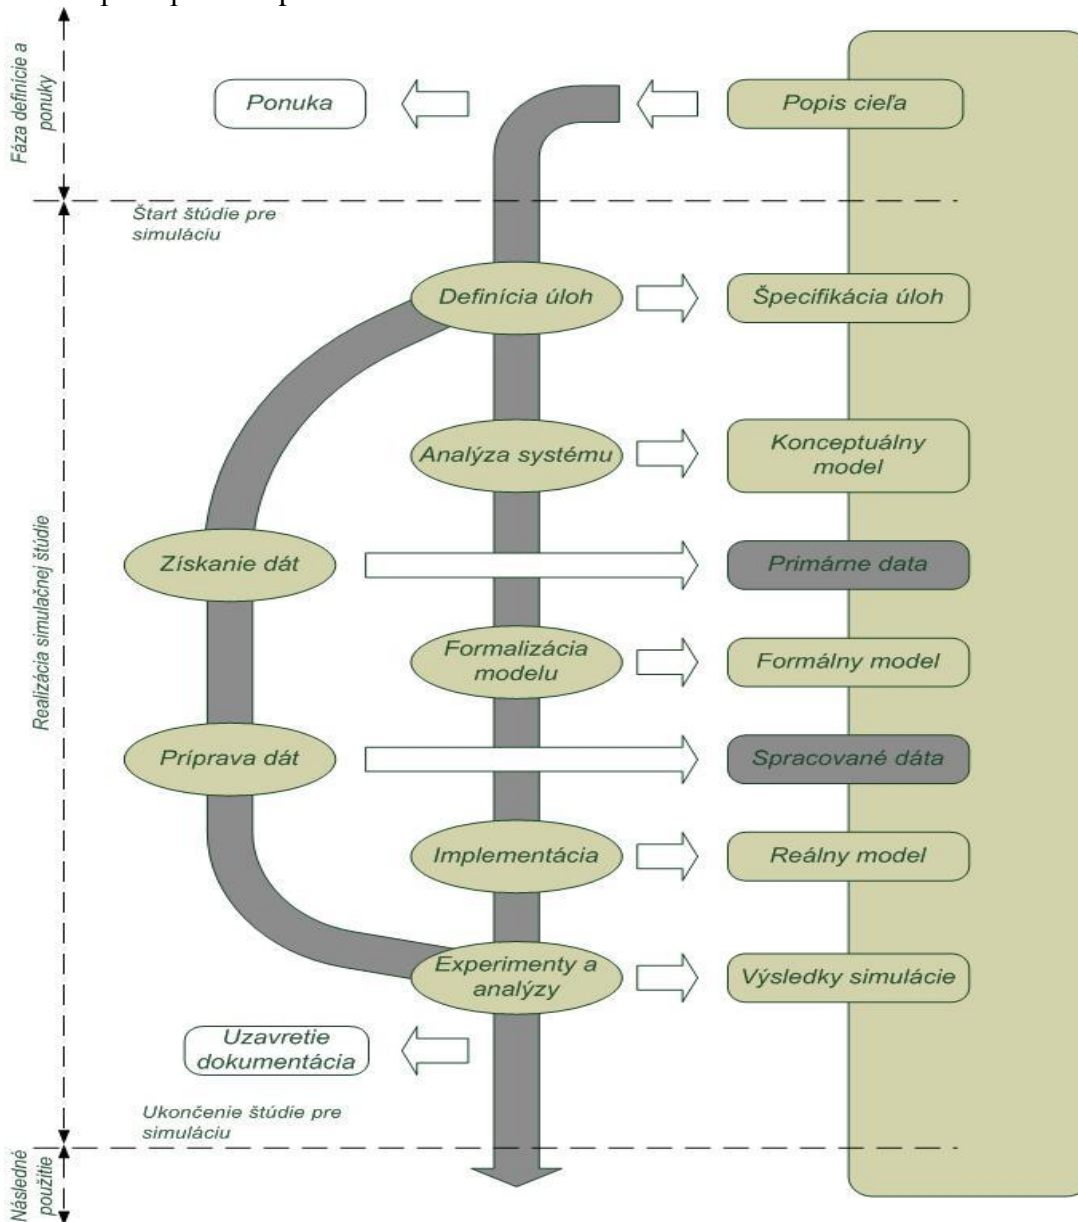 Fáza definície a
ponuky
Ponuka
Popis cieľa
Štart štúdie pre
simuláciu
Definícia úloh
Špecifikácia úloh
Analýza systému
Konceptuálny
model
Realizácia simulačnej štúdie
Získanie dát
Primárne data
Formalizácia
modelu
Formálny model
Príprava dát
Spracované dáta
Implementácia
Reálny model
Experimenty a
analýzy
Výsledky simulácie
Uzavretie
dokumentácia
Ukončenie štúdie pre
simuláciu
Následné
použitie